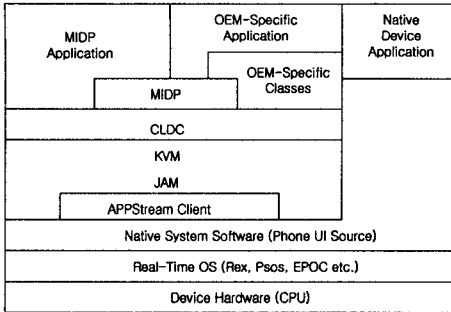 MIDP
Application
OEM-Specific
Application
Native
Device
Application
OEM-Specific
Classes
MIDP
CLDC
KVM
JAM
APPStream Client
Native System Software (Phone UI Source)
Real-Time OS (Rex, Psos, EPOC etc.)
Device Hardware (CPU)